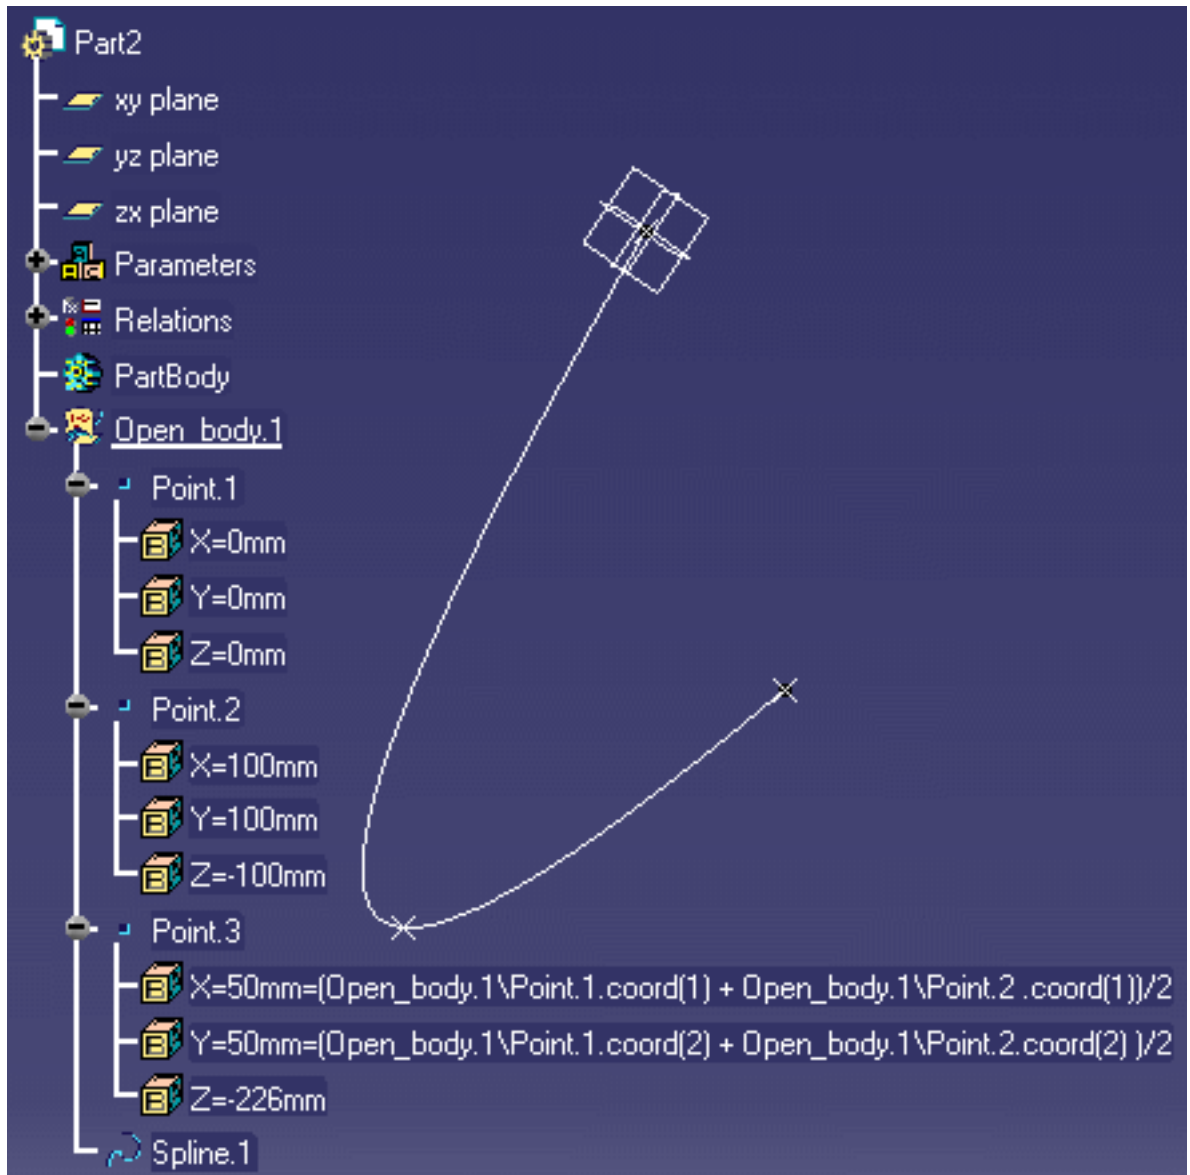 Part2
xy plane
yz plane
zx plane
Parameters
Relations
PartBody
Open_body.1
Point.1
X=0mm
Y=0mm
Z=0mm
Point.2
X=100mm
Y=100mm
Z=-100mm
Point.3
X=50mm=(Open_body.1\Point.1.coord(1) + Open_body.1\Point.2 .coord(1))/2
Y=50mm=(Open_body.1\Point.1.coord(2) + Open_body.1\Point.2.coord(2) )/2
Z=-226mm
Spline.1